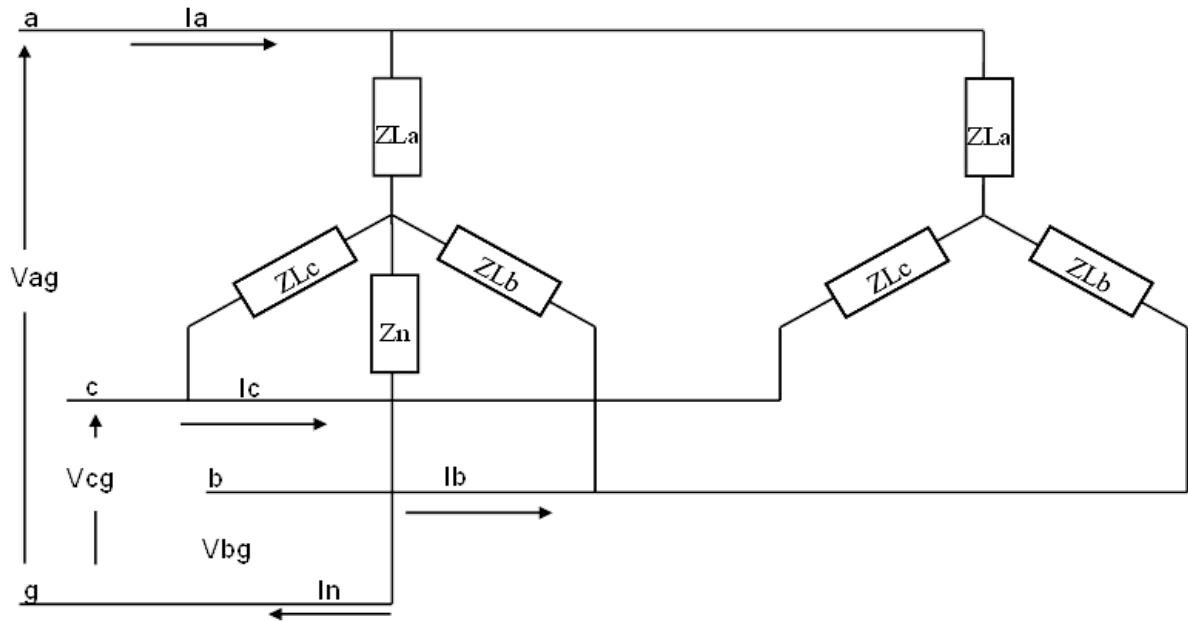 a Ia
ZLa ZLa
ZLc ZLb ZLc ZLb
Vag
Zn
c Ic
Vcg b Ib
Vbg
g In